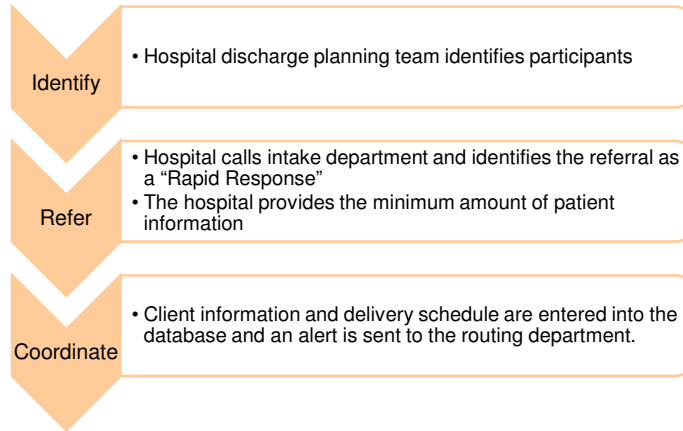 Identify
• Hospital discharge planning team identifies participants
Refer
• Hospital calls intake department and identifies the referral as
a “Rapid Response”
• The hospital provides the minimum amount of patient
information
Coordinate
• Client information and delivery schedule are entered into the
database and an alert is sent to the routing department.